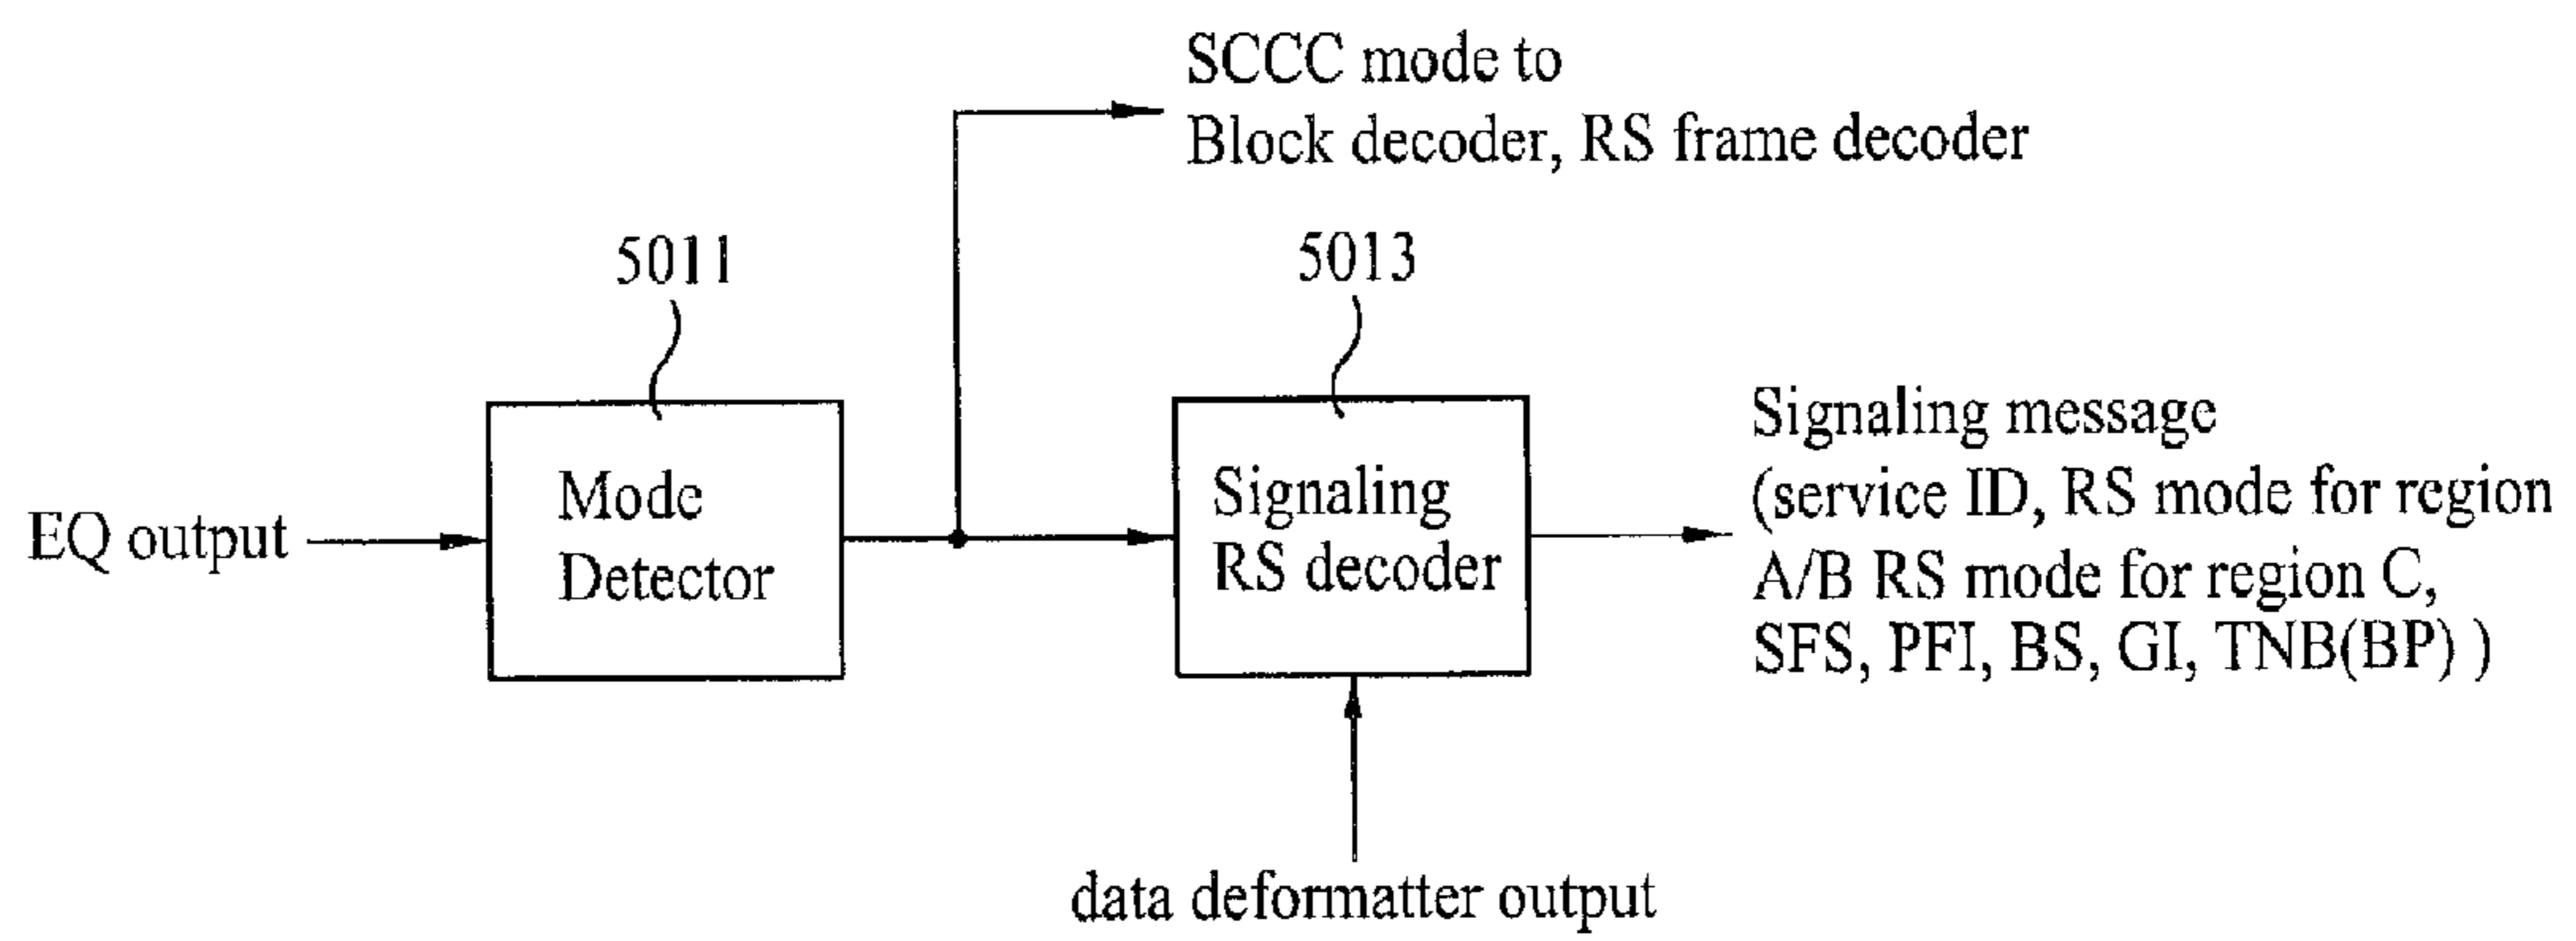 SCCC mode to
Block decoder, RS frame decoder
5011
5013
EQ output
Mode
Detector
Signaling
RS decoder
Signaling message
(service ID, RS mode for region
A/B RS mode for region C,
SFS, PFI, BS, GI, TNB(BP) )
data deformatter output